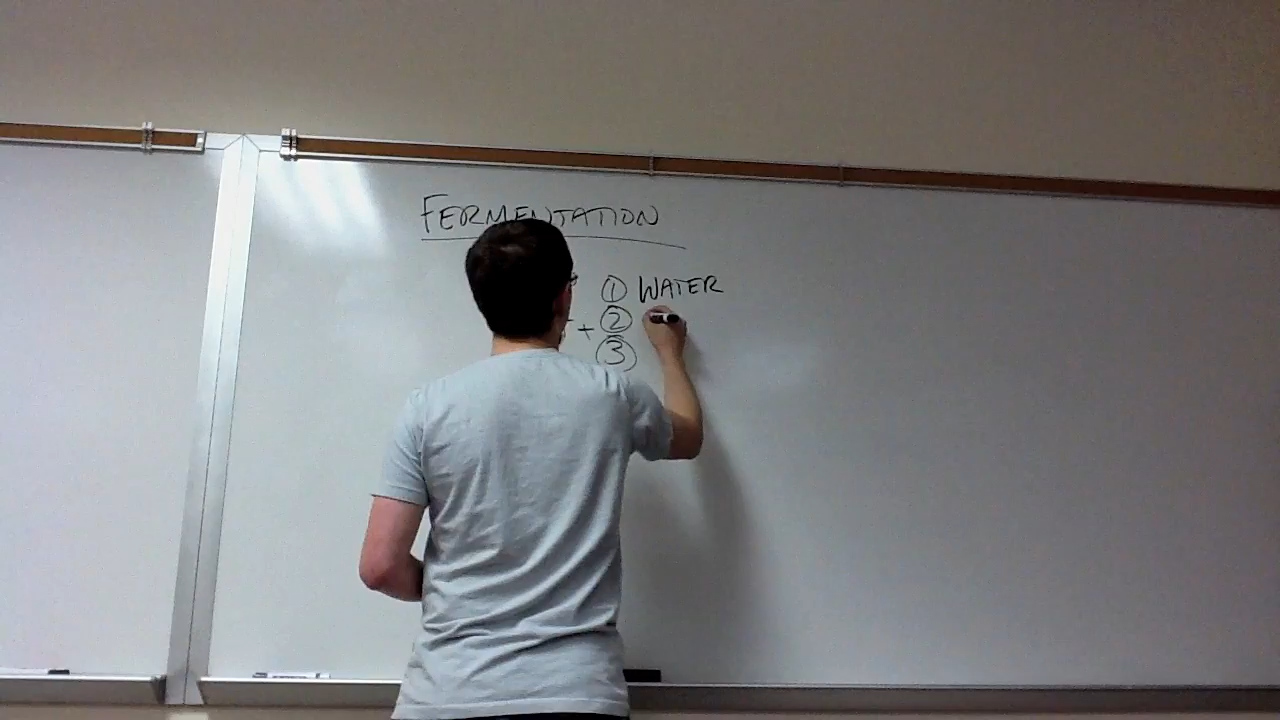 FERMENTATION
① WATER
+ ②
③